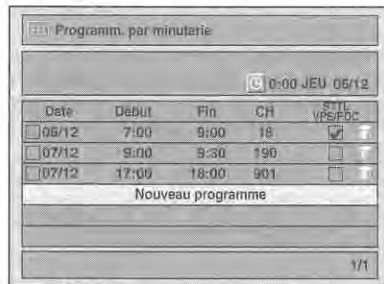 Programm. par minuterie
0:00 JEU 06/12
Date Début Fin CH STTL VPS/PDC
06/12 7:00 9:00 18
07/12 9:00 9:30 190
07/12 17:00 18:00 901
Nouveau programme
1/1